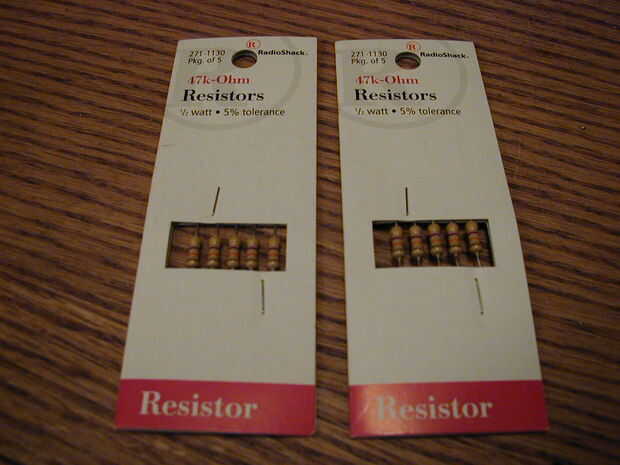 271-1130
Pkg. of 5
R
RadioShack.
47k-Ohm
Resistors
½ watt • 5% tolerance
Resistor
271-1130
Pkg. of 5
R
RadioShack.
47k-Ohm
Resistors
½ watt • 5% tolerance
Resistor